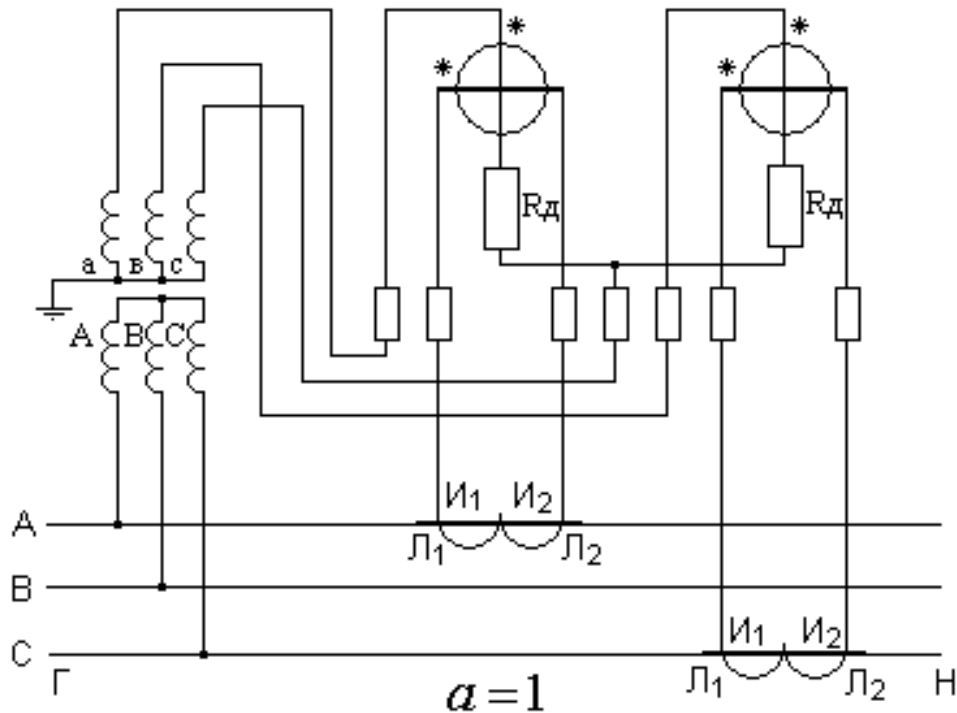 * *
* *
Rд
Rд
а в с
А В С
И₁ И₂
А
Л₁ Л₂
В
И₁ И₂
С
Г
Л₁ Л₂
Н
a = 1